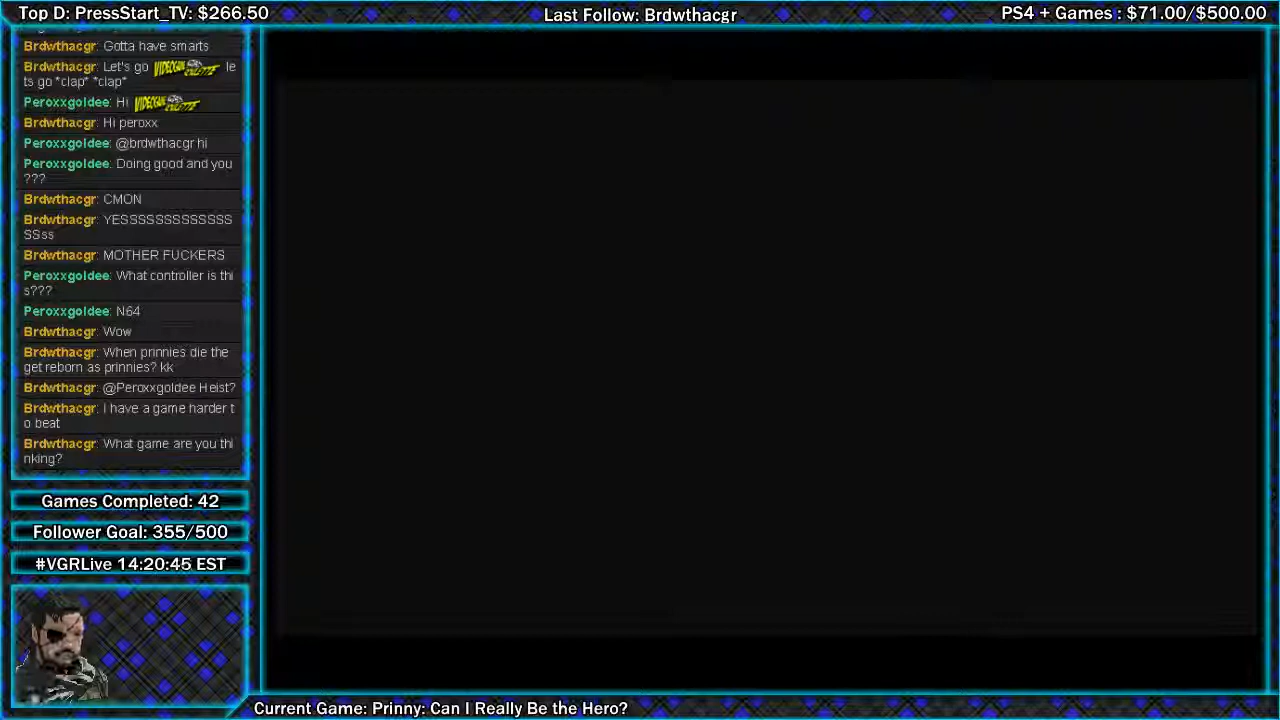 Top D: PressStart_TV: $266.50
Last Follow: Brdwthacgr
PS4 + Games : $71.00/$500.00
Brdwthacgr: Gotta have smarts
Brdwthacgr: Let's go VIDEOGAME le
ts go *clap* *clap*
Peroxxgoldee: Hi VIDEOGAME
Brdwthacgr: Hi peroxx
Peroxxgoldee: @brdwthacgr hi
Peroxxgoldee: Doing good and you
???
Brdwthacgr: CMON
Brdwthacgr: YESSSSSSSSSSSSS
SSss
Brdwthacgr: MOTHER FUCKERS
Peroxxgoldee: What controller is thi
s???
Peroxxgoldee: N64
Brdwthacgr: Wow
Brdwthacgr: When prinnies die the
get reborn as prinnies? kk
Brdwthacgr: @Peroxxgoldee Heist?
Brdwthacgr: I have a game harder t
o beat
Brdwthacgr: What game are you thi
nking?
Games Completed: 42
Follower Goal: 355/500
#VGRLive 14:20:45 EST
Current Game: Prinny: Can I Really Be the Hero?